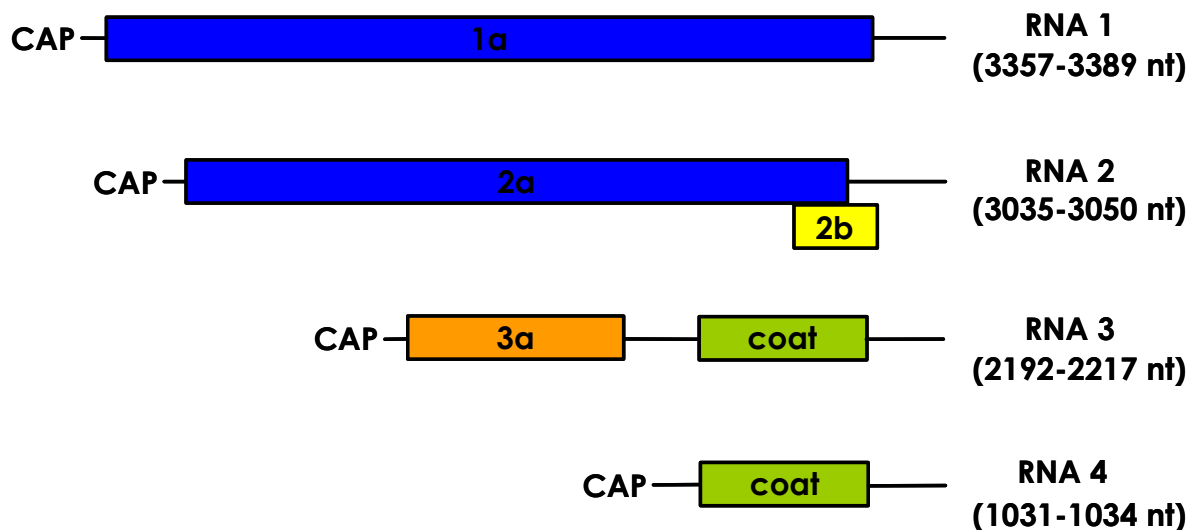 CAP 1a RNA 1
(3357-3389 nt)
CAP 2a RNA 2
(3035-3050 nt)
2b
CAP 3a coat RNA 3
(2192-2217 nt)
CAP coat RNA 4
(1031-1034 nt)